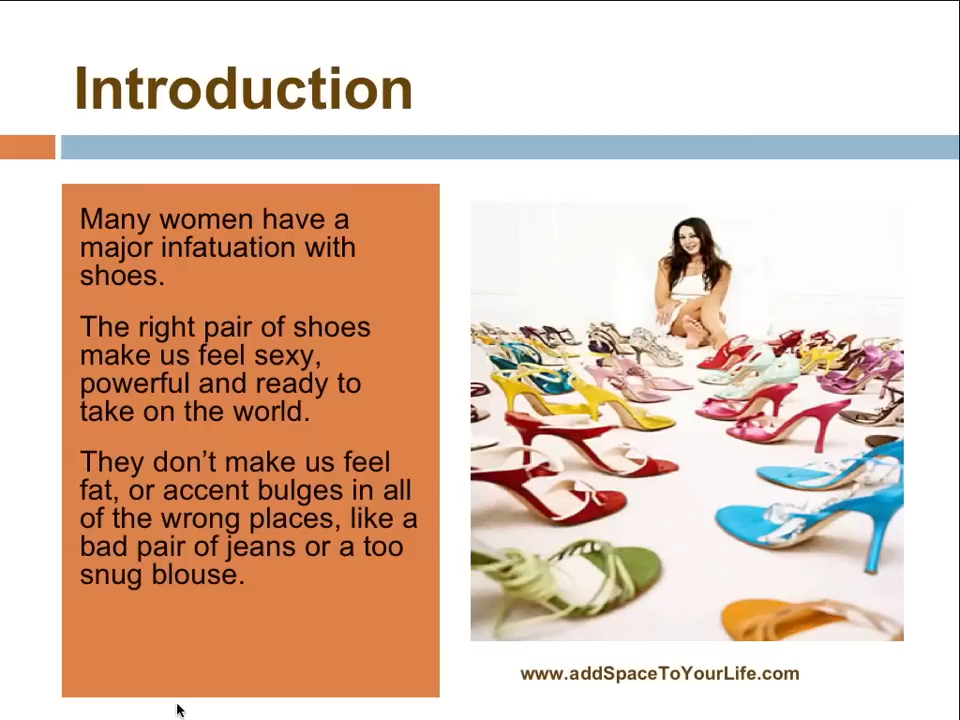 Introduction
Many women have a
major infatuation with
shoes.
The right pair of shoes
make us feel sexy,
powerful and ready to
take on the world.
They don’t make us feel
fat, or accent bulges in all
of the wrong places, like a
bad pair of jeans or a too
snug blouse.
www.addSpaceToYourLife.com